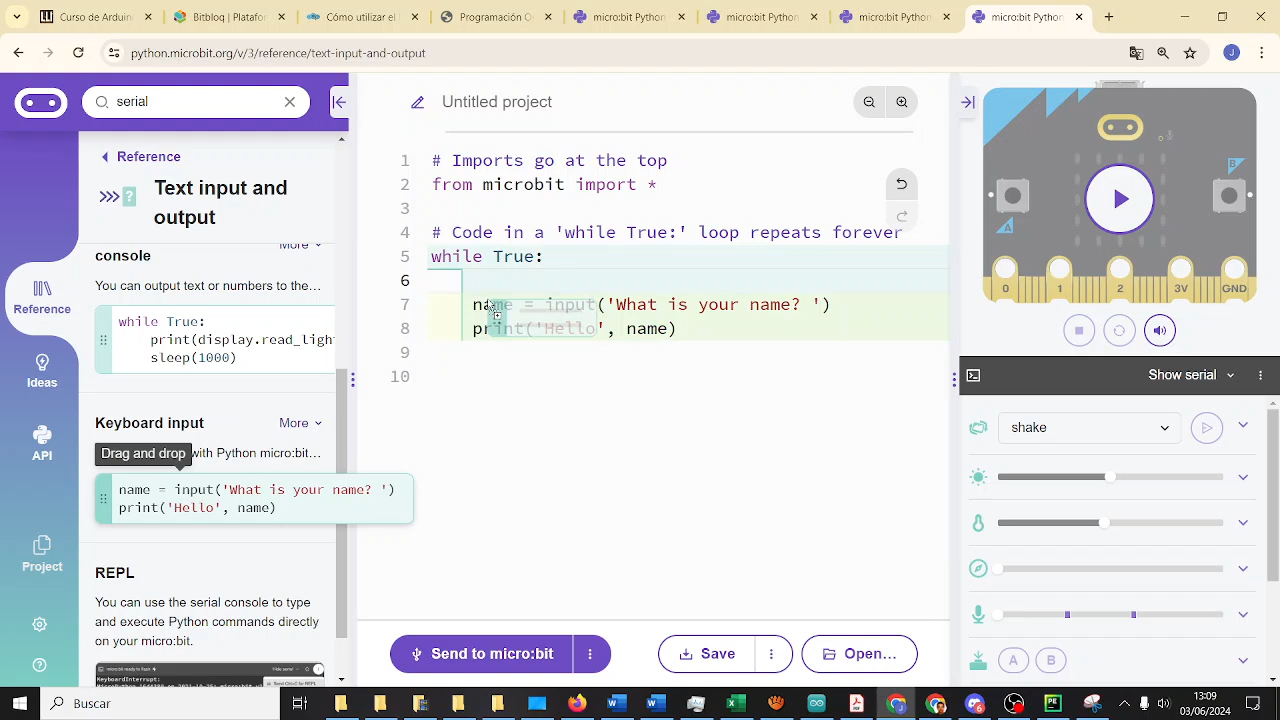 Curso de Arduin
Bitbloq | Platafor
Cómo utilizar el
Programación O
micro:bit Python
micro:bit Python
micro:bit Python
micro:bit Python
python.microbit.org/v/3/reference/text-input-and-output
J
serial
Untitled project
Reference
Text input and
output
console
More
You can output text or numbers to the...
while True:
print(display.read_light
sleep(1000)
Keyboard input
More
Drag and drop
with Python micro:bit...
name = input('What is your name? ')
print('Hello', name)
REPL
You can use the serial console to type
and execute Python commands directly
on your micro:bit.
Reference
Ideas
API
Project
1 # Imports go at the top
2 from microbit import *
3
4 # Code in a 'while True:' loop repeats forever
5 while True:
6
7 name = input('What is your name? ')
8 print('Hello', name)
9
10
Send to micro:bit
Save
Open...
A
B
0
1
2
3V
GND
Show serial
shake
A
B
Buscar
13:09
03/06/2024